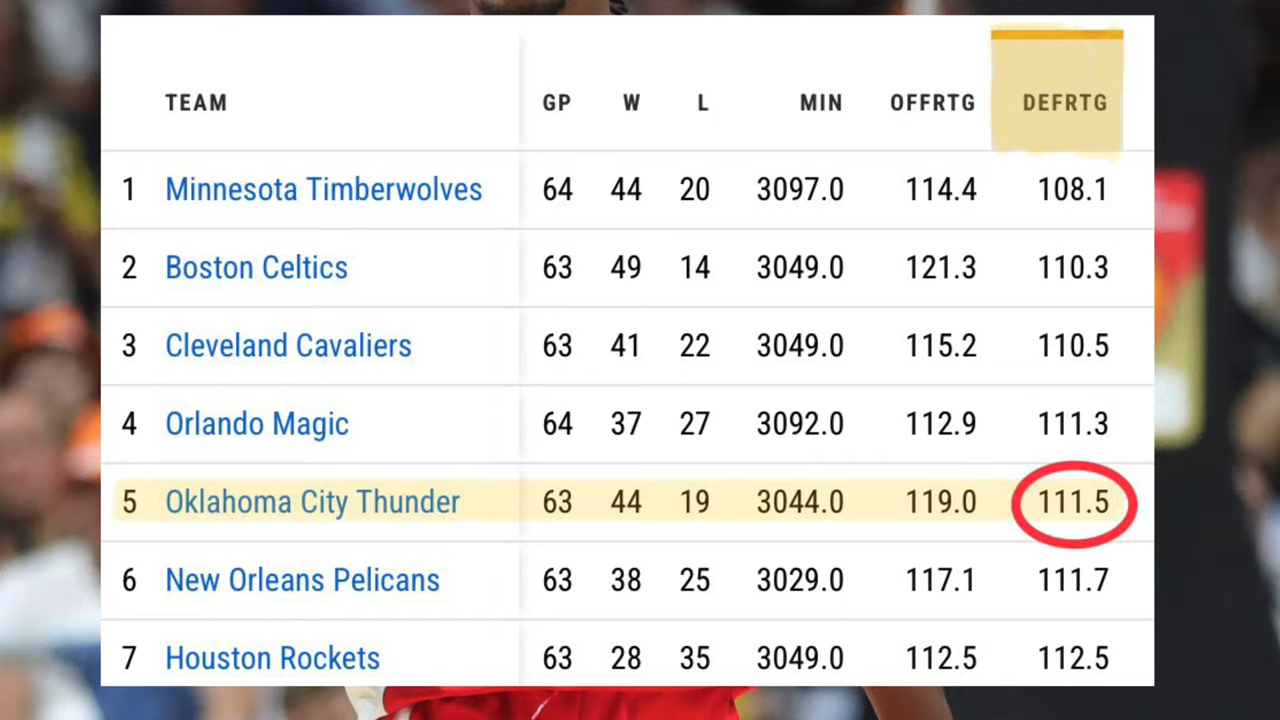 TEAM GP W L MIN OFFRTG DEFRTG
1 Minnesota Timberwolves 64 44 20 3097.0 114.4 108.1
2 Boston Celtics 63 49 14 3049.0 121.3 110.3
3 Cleveland Cavaliers 63 41 22 3049.0 115.2 110.5
4 Orlando Magic 64 37 27 3092.0 112.9 111.3
5 Oklahoma City Thunder 63 44 19 3044.0 119.0 111.5
6 New Orleans Pelicans 63 38 25 3029.0 117.1 111.7
7 Houston Rockets 63 28 35 3049.0 112.5 112.5